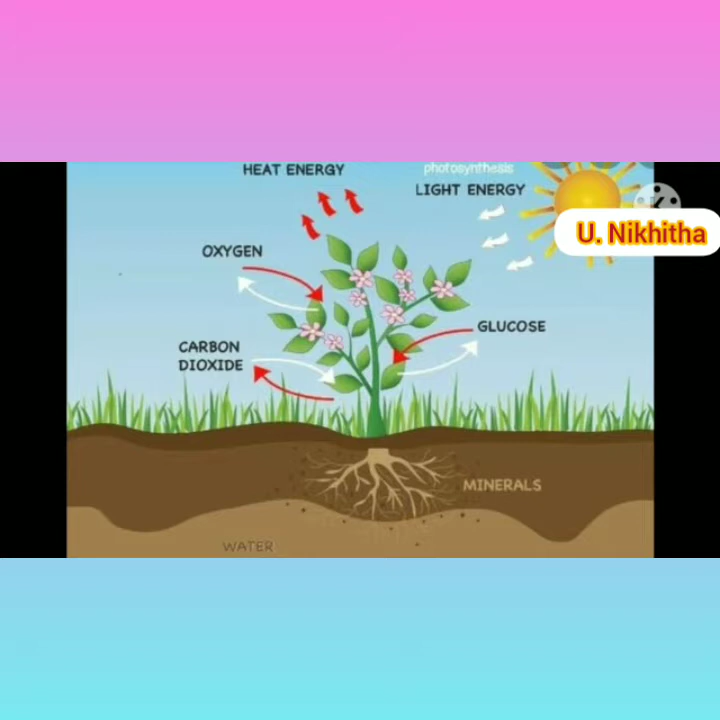 HEAT ENERGY
photosynthesis
LIGHT ENERGY
U. Nikhitha
OXYGEN
GLUCOSE
CARBON
DIOXIDE
MINERALS
WATER